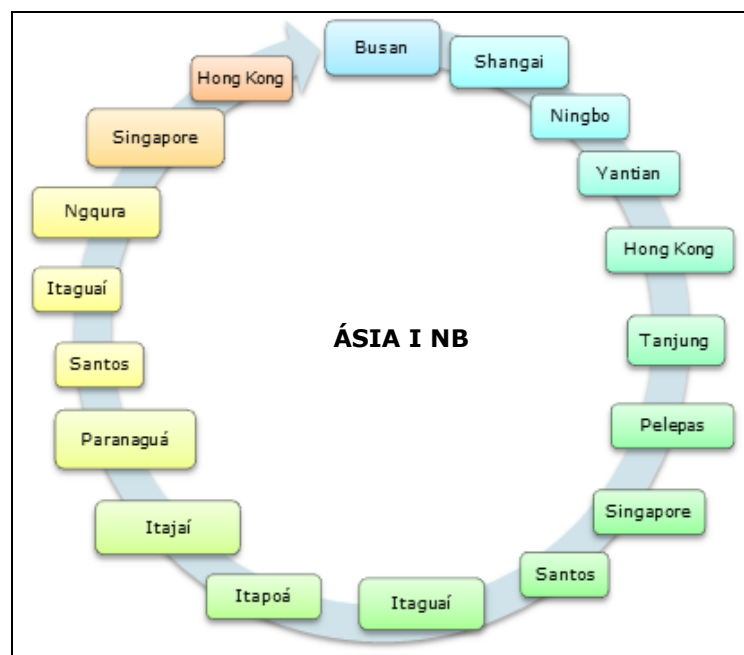 Busan
Shangai
Ningbo
Yantian
Hong Kong
Tanjung
Pelepas
Singapore
Santos
Itaguaí
Itapoá
Itajaí
Paranaguá
Santos
Itaguaí
Ngqura
Singapore
Hong Kong
ÁSIA I NB